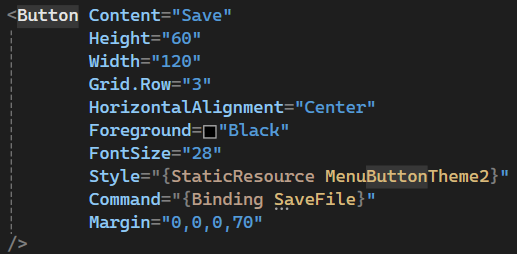 <Button Content="Save"
Height="60"
Width="120"
Grid.Row="3"
HorizontalAlignment="Center"
Foreground="Black"
FontSize="28"
Style="{StaticResource MenuButtonTheme2}"
Command="{Binding SaveFile}"
Margin="0,0,0,70"
/>